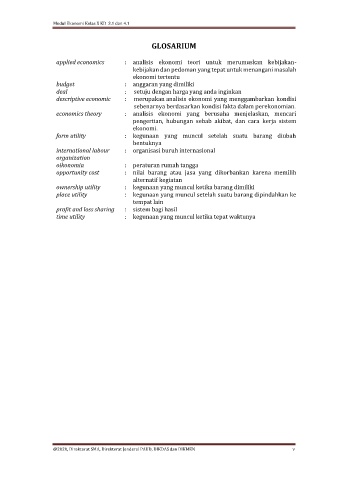 Modul Ekonomi Kelas X KD 3.1 dan 4.1
GLOSARIUM
applied economics : analisis ekonomi teori untuk merumuskan kebijakan-
kebijakan dan pedoman yang tepat untuk menangani masalah
ekonomi tertentu
budget : anggaran yang dimiliki
deal : setuju dengan harga yang anda inginkan
descriptive economic : merupakan analisis ekonomi yang menggambarkan kondisi
sebenarnya berdasarkan kondisi fakta dalam perekonomian.
economics theory : analisis ekonomi yang berusaha menjelaskan, mencari
pengertian, hubungan sebab akibat, dan cara kerja sistem
ekonomi.
form utility : kegunaan yang muncul setelah suatu barang diubah
bentuknya
International labour : organisasi buruh internasional
organization
oikonomia : peraturan rumah tangga
opportunity cost : nilai barang atau jasa yang dikorbankan karena memilih
alternatif kegiatan
ownership utility : kegunaan yang muncul ketika barang dimiliki
place utility : kegunaan yang muncul setelah suatu barang dipindahkan ke
tempat lain
profit and loss sharing : sistem bagi hasil
time utility : kegunaan yang muncul ketika tepat waktunya
@2020, Direktorat SMA, Direktorat Jenderal PAUD, DIKDAS dan DIKMEN v